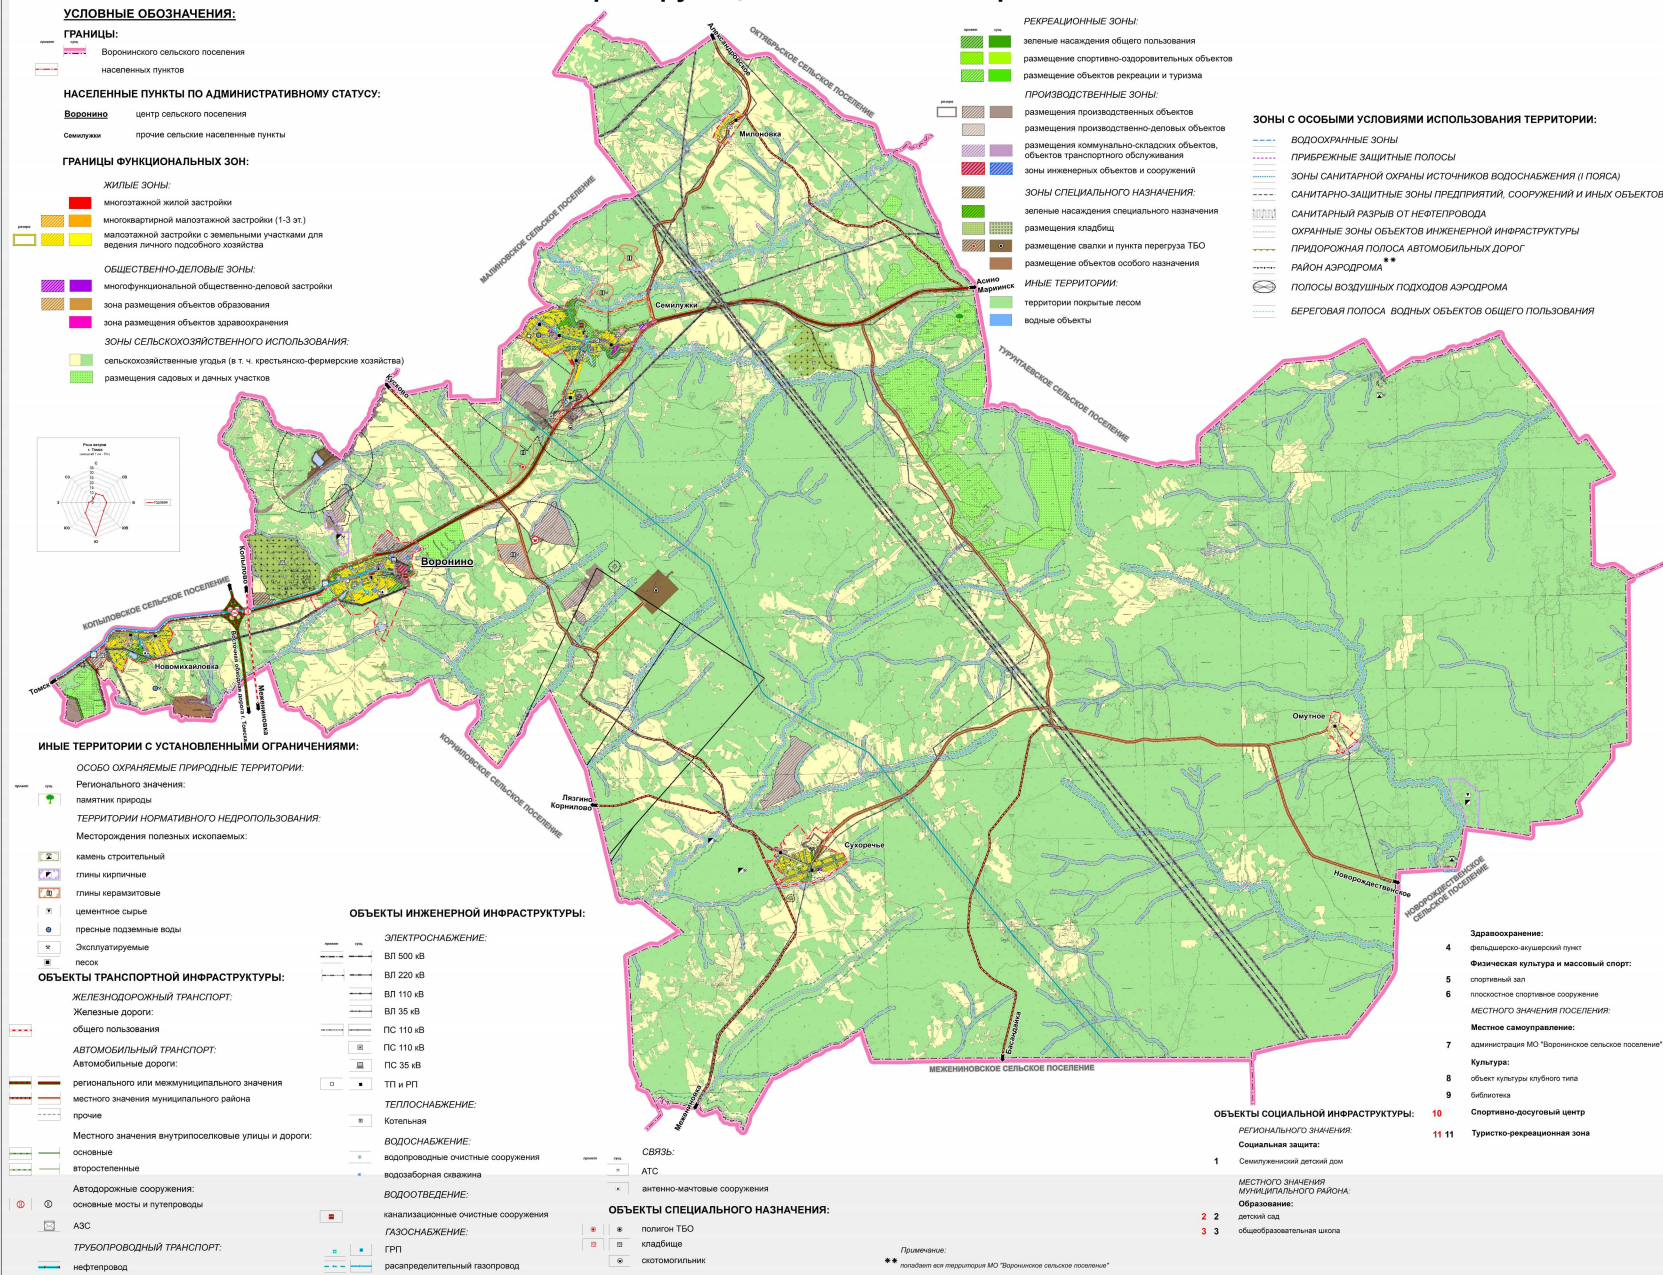 УСЛОВНЫЕ ОБОЗНАЧЕНИЯ:
ГРАНИЦЫ:
Воронинского сельского поселения
населенных пунктов
НАСЕЛЕННЫЕ ПУНКТЫ ПО АДМИНИСТРАТИВНОМУ СТАТУСУ:
Воронино центр сельского поселения
Семилужки прочие сельские населенные пункты
ГРАНИЦЫ ФУНКЦИОНАЛЬНЫХ ЗОН:
ЖИЛЫЕ ЗОНЫ:
многоэтажной жилой застройки
многоквартирной малоэтажной застройки (1-3 эт.)
малоэтажной застройки с земельными участками для
ведения личного подсобного хозяйства
ОБЩЕСТВЕННО-ДЕЛОВЫЕ ЗОНЫ:
многофункциональной общественно-деловой застройки
зона размещения объектов образования
зона размещения объектов здравоохранения
ЗОНЫ СЕЛЬСКОХОЗЯЙСТВЕННОГО ИСПОЛЬЗОВАНИЯ:
сельскохозяйственные угодья (в т. ч. крестьянско-фермерские хозяйства)
размещения садовых и дачных участков
РЕКРЕАЦИОННЫЕ ЗОНЫ:
зеленые насаждения общего пользования
размещение спортивно-оздоровительных объектов
размещение объектов рекреации и туризма
ПРОИЗВОДСТВЕННЫЕ ЗОНЫ:
размещения производственных объектов
размещения производственно-деловых объектов
размещения коммунально-складских объектов,
объектов транспортного обслуживания
зоны инженерных объектов и сооружений
ЗОНЫ СПЕЦИАЛЬНОГО НАЗНАЧЕНИЯ:
зеленые насаждения специального назначения
размещения кладбищ
размещение свалки и пункта перегруза ТБО
размещение объектов особого назначения
ИНЫЕ ТЕРРИТОРИИ:
территории покрытые лесом
водные объекты
ЗОНЫ С ОСОБЫМИ УСЛОВИЯМИ ИСПОЛЬЗОВАНИЯ ТЕРРИТОРИИ:
ВОДООХРАННЫЕ ЗОНЫ
ПРИБРЕЖНЫЕ ЗАЩИТНЫЕ ПОЛОСЫ
ЗОНЫ САНИТАРНОЙ ОХРАНЫ ИСТОЧНИКОВ ВОДОСНАБЖЕНИЯ (I ПОЯСА)
САНИТАРНО-ЗАЩИТНЫЕ ЗОНЫ ПРЕДПРИЯТИЙ, СООРУЖЕНИЙ И ИНЫХ ОБЪЕКТОВ
САНИТАРНЫЙ РАЗРЫВ ОТ НЕФТЕПРОВОДА
ОХРАННЫЕ ЗОНЫ ОБЪЕКТОВ ИНЖЕНЕРНОЙ ИНФРАСТРУКТУРЫ
ПРИДОРОЖНАЯ ПОЛОСА АВТОМОБИЛЬНЫХ ДОРОГ
РАЙОН АЭРОДРОМА **
ПОЛОСЫ ВОЗДУШНЫХ ПОДХОДОВ АЭРОДРОМА
БЕРЕГОВАЯ ПОЛОСА ВОДНЫХ ОБЪЕКТОВ ОБЩЕГО ПОЛЬЗОВАНИЯ
Александровское
ОКТЯБРЬСКОЕ СЕЛЬСКОЕ ПОСЕЛЕНИЕ
Милоновка
МАЛИНОВСКОЕ СЕЛЬСКОЕ ПОСЕЛЕНИЕ
Асино
Мариинск
Семилужки
ТУРУНТАЕВСКОЕ СЕЛЬСКОЕ ПОСЕЛЕНИЕ
Кусково
Роза ветров
г. Томск
Воронино
Копылово
КОПЫЛОВСКОЕ СЕЛЬСКОЕ ПОСЕЛЕНИЕ
Новомихайловка
Томск
Восточная обходная дорога г. Томска
Межениновка
КОРНИЛОВСКОЕ СЕЛЬСКОЕ ПОСЕЛЕНИЕ
Лязгино
Корнилово
Омутное
Сухоречье
Новорождественское
НОВОРОЖДЕСТВЕНСКОЕ
СЕЛЬСКОЕ ПОСЕЛЕНИЕ
Басандайка
МЕЖЕНИНОВСКОЕ СЕЛЬСКОЕ ПОСЕЛЕНИЕ
Межениновка
ИНЫЕ ТЕРРИТОРИИ С УСТАНОВЛЕННЫМИ ОГРАНИЧЕНИЯМИ:
ОСОБО ОХРАНЯЕМЫЕ ПРИРОДНЫЕ ТЕРРИТОРИИ:
Регионального значения:
памятник природы
ТЕРРИТОРИИ НОРМАТИВНОГО НЕДРОПОЛЬЗОВАНИЯ:
Месторождения полезных ископаемых:
камень строительный
глины кирпичные
глины керамзитовые
цементное сырье
пресные подземные воды
Эксплуатируемые
песок
ОБЪЕКТЫ ТРАНСПОРТНОЙ ИНФРАСТРУКТУРЫ:
ЖЕЛЕЗНОДОРОЖНЫЙ ТРАНСПОРТ:
Железные дороги:
общего пользования
АВТОМОБИЛЬНЫЙ ТРАНСПОРТ:
Автомобильные дороги:
регионального или межмуниципального значения
местного значения муниципального района
прочие
Местного значения внутрипоселковые улицы и дороги:
основные
второстепенные
Автодорожные сооружения:
основные мосты и путепроводы
АЗС
ТРУБОПРОВОДНЫЙ ТРАНСПОРТ:
нефтепровод
ОБЪЕКТЫ ИНЖЕНЕРНОЙ ИНФРАСТРУКТУРЫ:
ЭЛЕКТРОСНАБЖЕНИЕ:
ВЛ 500 кВ
ВЛ 220 кВ
ВЛ 110 кВ
ВЛ 35 кВ
ПС 110 кВ
ПС 110 кВ
ПС 35 кВ
ТП и РП
ТЕПЛОСНАБЖЕНИЕ:
Котельная
ВОДОСНАБЖЕНИЕ:
водопроводные очистные сооружения
водозаборная скважина
ВОДООТВЕДЕНИЕ:
канализационные очистные сооружения
ГАЗОСНАБЖЕНИЕ:
ГРП
расапределительный газопровод
СВЯЗЬ:
АТС
антенно-мачтовые сооружения
ОБЪЕКТЫ СПЕЦИАЛЬНОГО НАЗНАЧЕНИЯ:
полигон ТБО
кладбище
скотомогильник
Примечание:
** попадает вся территория МО "Воронинское сельское поселение"
ОБЪЕКТЫ СОЦИАЛЬНОЙ ИНФРАСТРУКТУРЫ:
РЕГИОНАЛЬНОГО ЗНАЧЕНИЯ:
Социальная защита:
1 Семилужениский детский дом
МЕСТНОГО ЗНАЧЕНИЯ
МУНИЦИПАЛЬНОГО РАЙОНА:
Образование:
2 2 детский сад
3 3 общеобразовательная школа
Здравоохранение:
4 фельдшерско-акушерский пункт
Физическая культура и массовый спорт:
5 спортивный зал
6 плоскостное спортивное сооружение
МЕСТНОГО ЗНАЧЕНИЯ ПОСЕЛЕНИЯ:
Местное самоуправление:
7 администрация МО "Воронинское сельское поселение"
Культура:
8 объект культуры клубного типа
9 библиотека
10 Спортивно-досуговый центр
11 11 Туристко-рекреационная зона